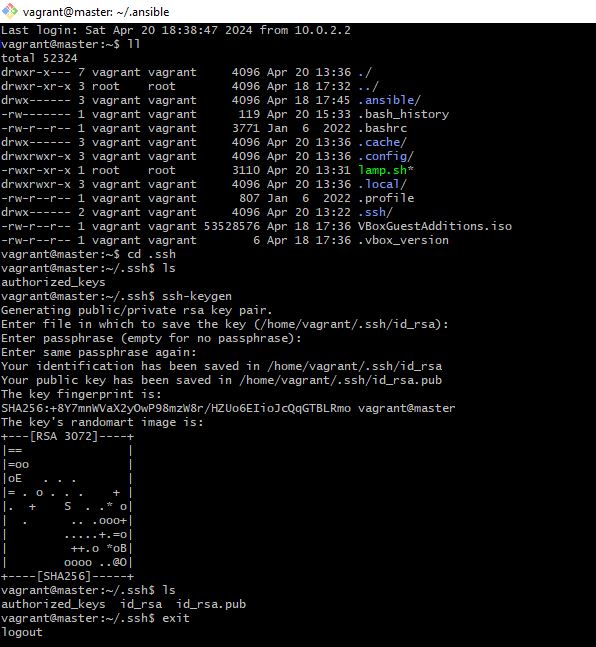 vagrant@master: ~/.ansible
Last login: Sat Apr 20 18:38:47 2024 from 10.0.2.2
vagrant@master:~$ ll
total 52324
drwxr-x--- 7 vagrant vagrant     4096 Apr 20 13:36 ./
drwxr-xr-x 3 root    root        4096 Apr 18 17:32 ../
drwx------ 3 vagrant vagrant     4096 Apr 18 17:45 .ansible/
-rw------- 1 vagrant vagrant      119 Apr 20 15:33 .bash_history
-rw-r--r-- 1 vagrant vagrant     3771 Jan  6  2022 .bashrc
drwx------ 3 vagrant vagrant     4096 Apr 18 17:36 .cache/
drwxrwxr-x 3 vagrant vagrant     4096 Apr 18 17:36 .config/
-rwxr-xr-x 1 root    root        3110 Apr 20 13:31 lamp.sh*
drwxrwxr-x 3 vagrant vagrant     4096 Apr 18 17:36 .local/
-rw-r--r-- 1 vagrant vagrant      807 Jan  6  2022 .profile
drwx------ 2 vagrant vagrant     4096 Apr 20 13:22 .ssh/
-rw-r--r-- 1 vagrant vagrant 53528576 Apr 18 17:36 VBoxGuestAdditions.iso
-rw-r--r-- 1 vagrant vagrant        6 Apr 18 17:36 .vbox_version
vagrant@master:~$ cd .ssh
vagrant@master:~/.ssh$ ls
authorized_keys
vagrant@master:~/.ssh$ ssh-keygen
Generating public/private rsa key pair.
Enter file in which to save the key (/home/vagrant/.ssh/id_rsa):
Enter passphrase (empty for no passphrase):
Enter same passphrase again:
Your identification has been saved in /home/vagrant/.ssh/id_rsa
Your public key has been saved in /home/vagrant/.ssh/id_rsa.pub
The key fingerprint is:
SHA256:+8Y7mnWVaX2yOwP98mzW8r/HZUo6EIioJcQqGTBLRmo vagrant@master
The key's randomart image is:
+---[RSA 3072]----+
|==               |
|=oo              |
|oE   . . .       |
|= . o . . .    + |
|.  +    S  . .* o|
|  .      .. .ooo+|
|        .....+.=o|
|         ++.o *oB|
|        oooo ..@O|
+----[SHA256]-----+
vagrant@master:~/.ssh$ ls
authorized_keys  id_rsa  id_rsa.pub
vagrant@master:~/.ssh$ exit
logout